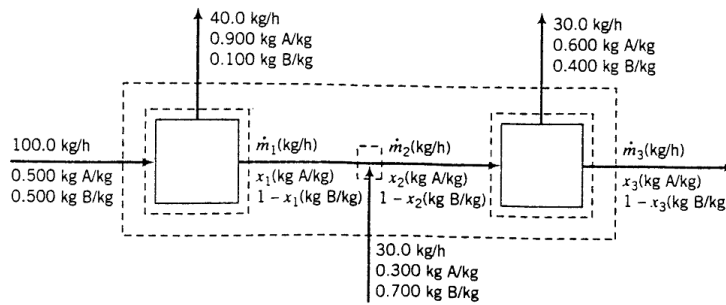 40.0 kg/h
0.900 kg A/kg
0.100 kg B/kg
30.0 kg/h
0.600 kg A/kg
0.400 kg B/kg
100.0 kg/h
0.500 kg A/kg
0.500 kg B/kg
ṁ₁(kg/h)
x₁(kg A/kg)
1 − x₁(kg B/kg)
ṁ₂(kg/h)
x₂(kg A/kg)
1 − x₂(kg B/kg)
ṁ₃(kg/h)
x₃(kg A/kg)
1 − x₃(kg B/kg
30.0 kg/h
0.300 kg A/kg
0.700 kg B/kg